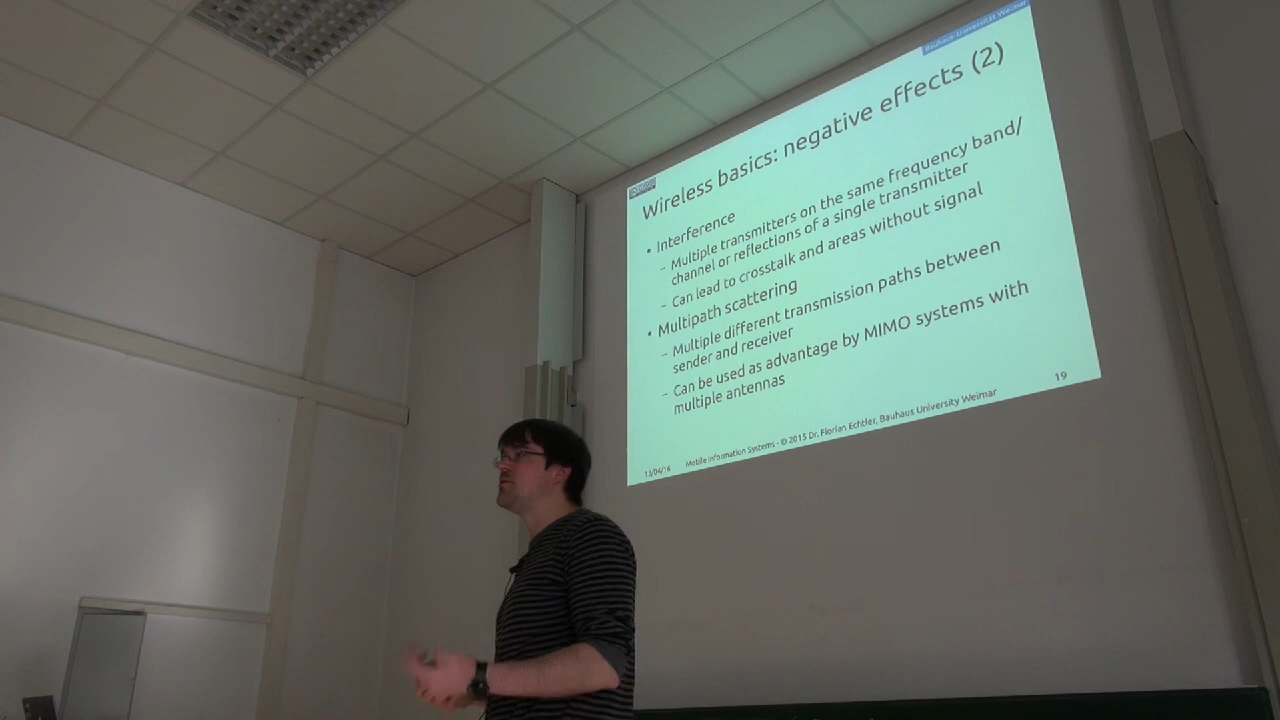 Bauhaus-Universität Weimar
Wireless basics: negative effects (2)
• Interference
– Multiple transmitters on the same frequency band/
channel or reflections of a single transmitter
– Can lead to crosstalk and areas without signal
• Multipath scattering
– Multiple different transmission paths between
sender and receiver
– Can be used as advantage by MIMO systems with
multiple antennas
13/04/16
Mobile Information Systems - © 2015 Dr. Florian Echtler, Bauhaus University Weimar
19